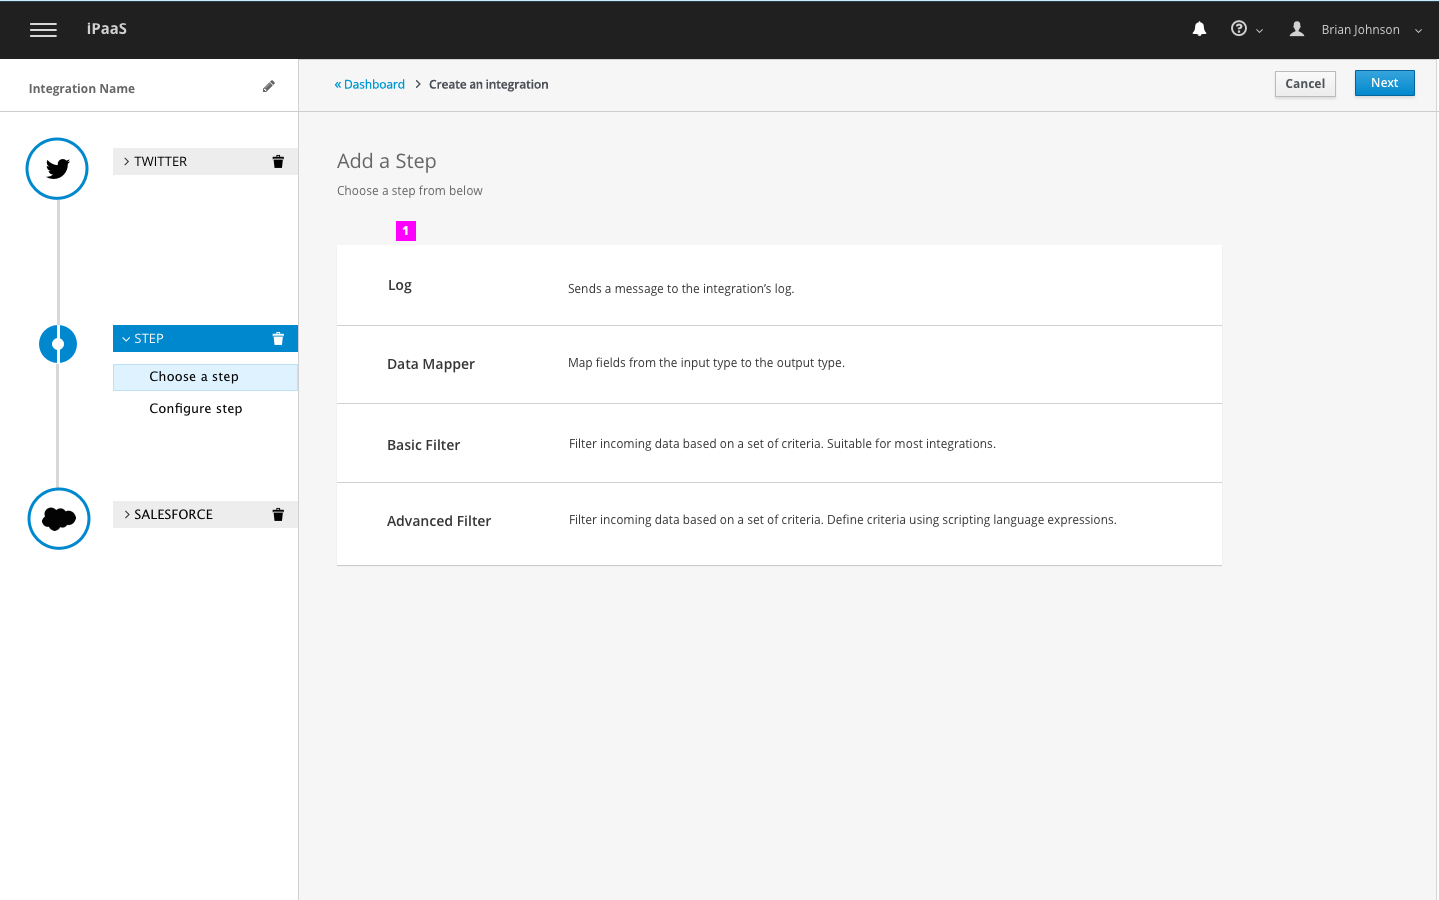 iPaaS
Brian Johnson
Integration Name
« Dashboard > Create an integration
Cancel
Next
TWITTER
STEP
Choose a step
Configure step
SALESFORCE
Add a Step
Choose a step from below
1
Log
Sends a message to the integration’s log.
Data Mapper
Map fields from the input type to the output type.
Basic Filter
Filter incoming data based on a set of criteria. Suitable for most integrations.
Advanced Filter
Filter incoming data based on a set of criteria. Define criteria using scripting language expressions.